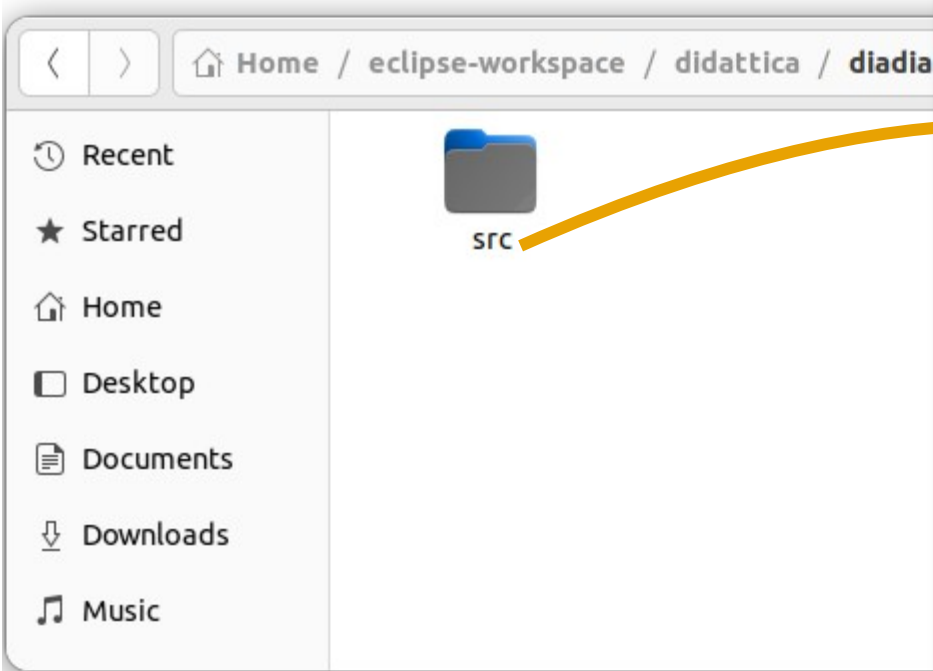 Home / eclipse-workspace / didattica / diadia
Recent
Starred
Home
Desktop
Documents
Downloads
Music
src